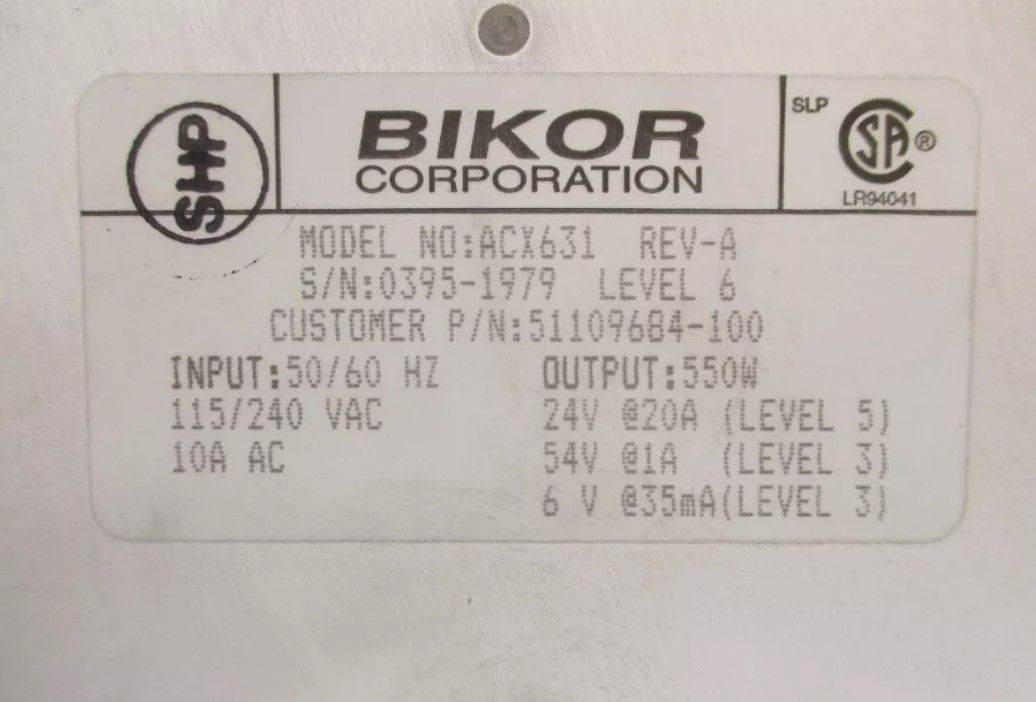 SHP
BIKOR
CORPORATION
SLP
SA ®
LR94041
MODEL NO:ACX631 REV-A
S/N:0395-1979 LEVEL 6
CUSTOMER P/N:51109684-100
INPUT:50/60 HZ
115/240 VAC
10A AC
OUTPUT:550W
24V @20A (LEVEL 5)
54V @1A (LEVEL 3)
6 V @35mA(LEVEL 3)